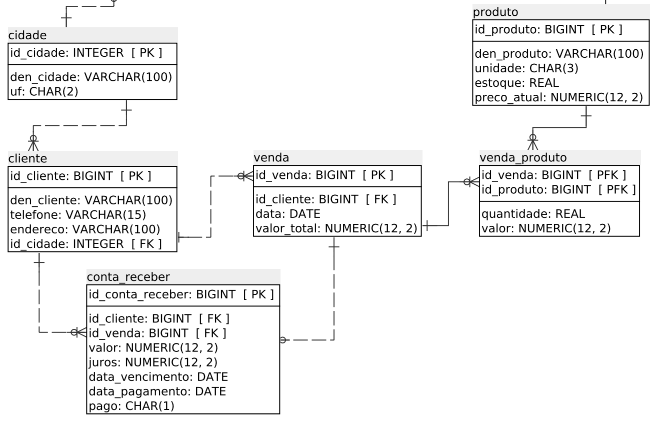 cidade
id_cidade: INTEGER [ PK ]
den_cidade: VARCHAR(100)
uf: CHAR(2)
produto
id_produto: BIGINT [ PK ]
den_produto: VARCHAR(100)
unidade: CHAR(3)
estoque: REAL
preco_atual: NUMERIC(12, 2)
cliente
id_cliente: BIGINT [ PK ]
den_cliente: VARCHAR(100)
telefone: VARCHAR(15)
endereco: VARCHAR(100)
id_cidade: INTEGER [ FK ]
venda
id_venda: BIGINT [ PK ]
id_cliente: BIGINT [ FK ]
data: DATE
valor_total: NUMERIC(12, 2)
venda_produto
id_venda: BIGINT [ PFK ]
id_produto: BIGINT [ PFK ]
quantidade: REAL
valor: NUMERIC(12, 2)
conta_receber
id_conta_receber: BIGINT [ PK ]
id_cliente: BIGINT [ FK ]
id_venda: BIGINT [ FK ]
valor: NUMERIC(12, 2)
juros: NUMERIC(12, 2)
data_vencimento: DATE
data_pagamento: DATE
pago: CHAR(1)